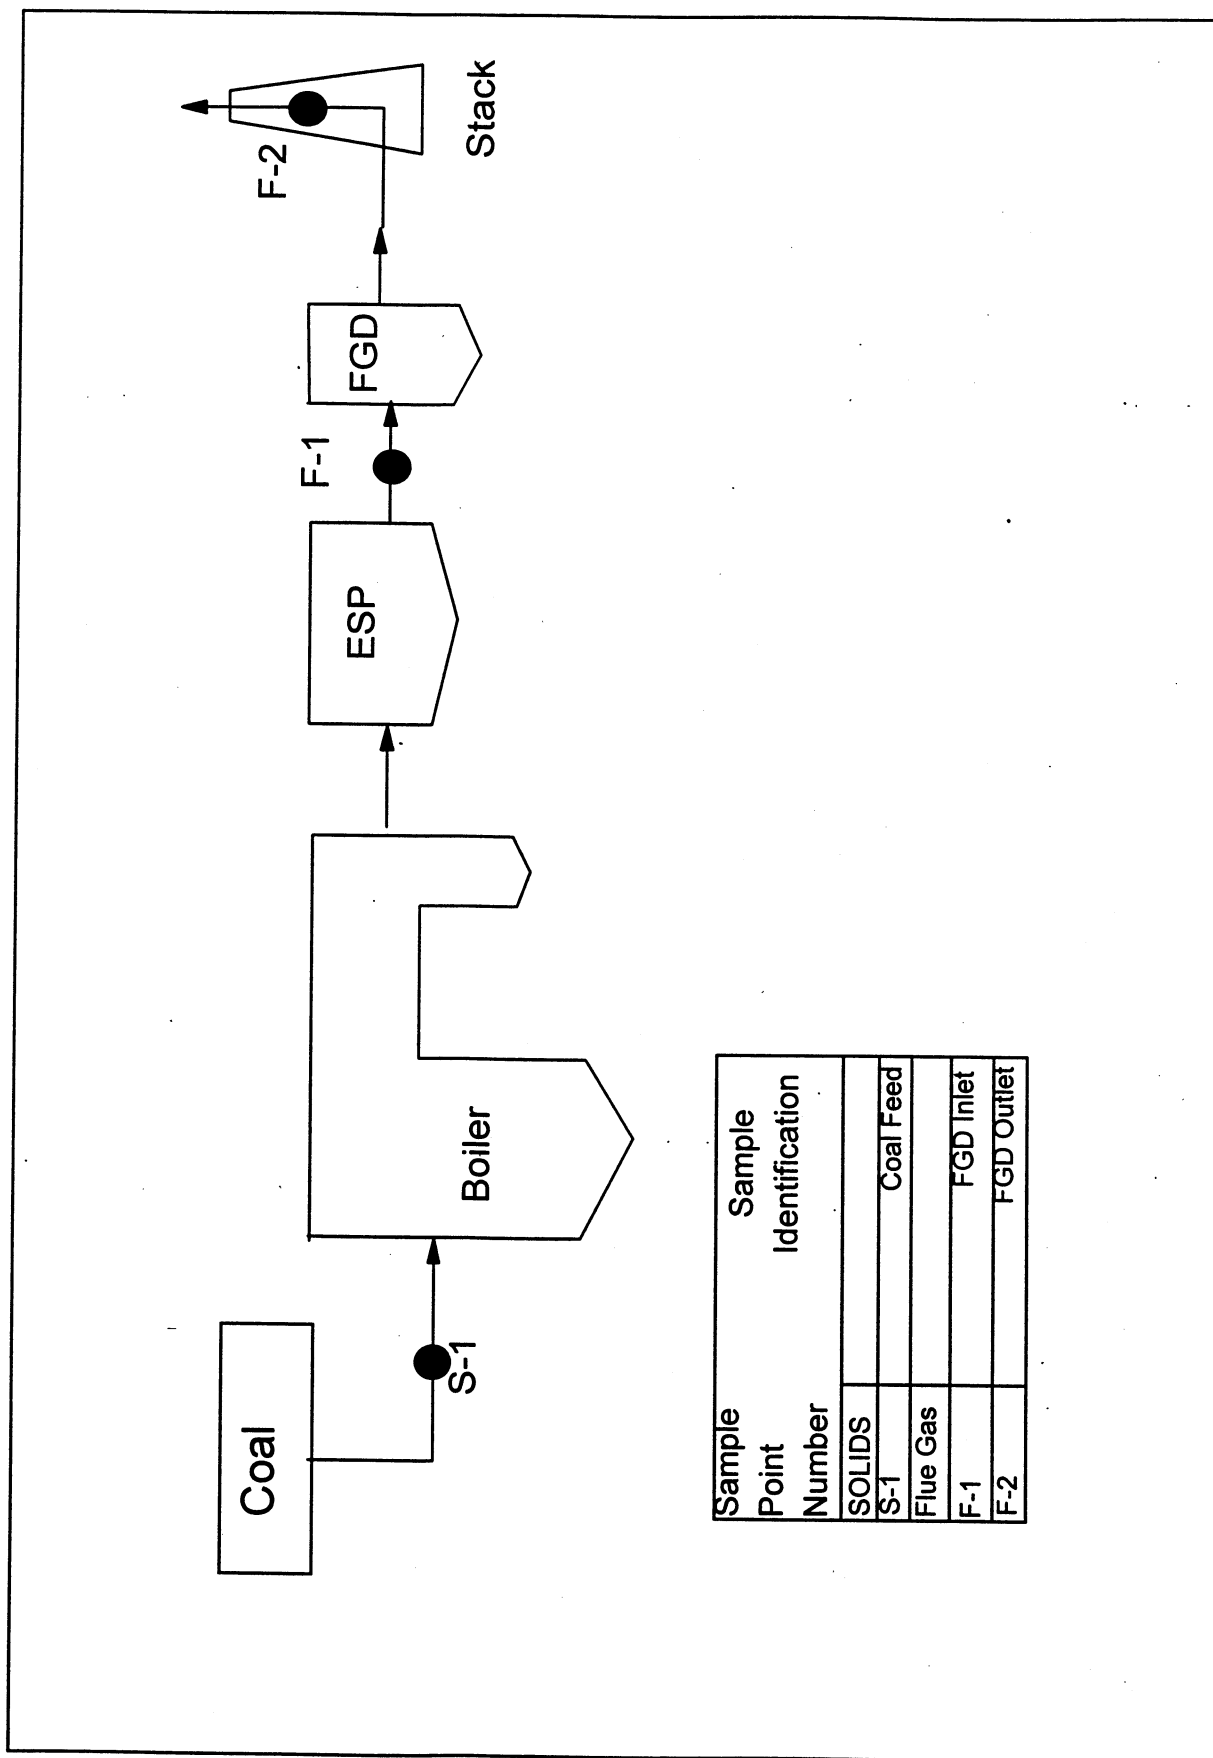 Coal
S-1
Boiler
ESP
F-1
FGD
F-2
Stack
Sample Point Number
Sample Identification
SOLIDS
S-1 Coal Feed
Flue Gas
F-1 FGD Inlet
F-2 FGD Outlet